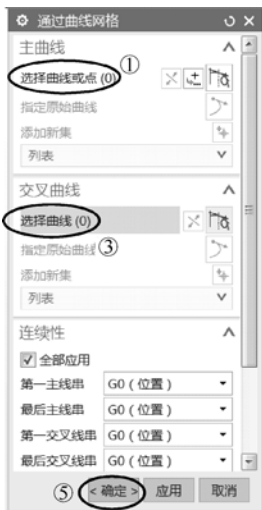 通过曲线网格
主曲线
选择曲线或点 (0) ①
指定原始曲线
添加新集
列表
交叉曲线
选择曲线 (0)
指定原始曲线 ③
添加新集
列表
连续性
全部应用
第一主线串 G0 ( 位置 )
最后主线串 G0 ( 位置 )
第一交叉线串 G0 ( 位置 )
最后交叉线串 G0 ( 位置 )
⑤ < 确定 > 应用 取消